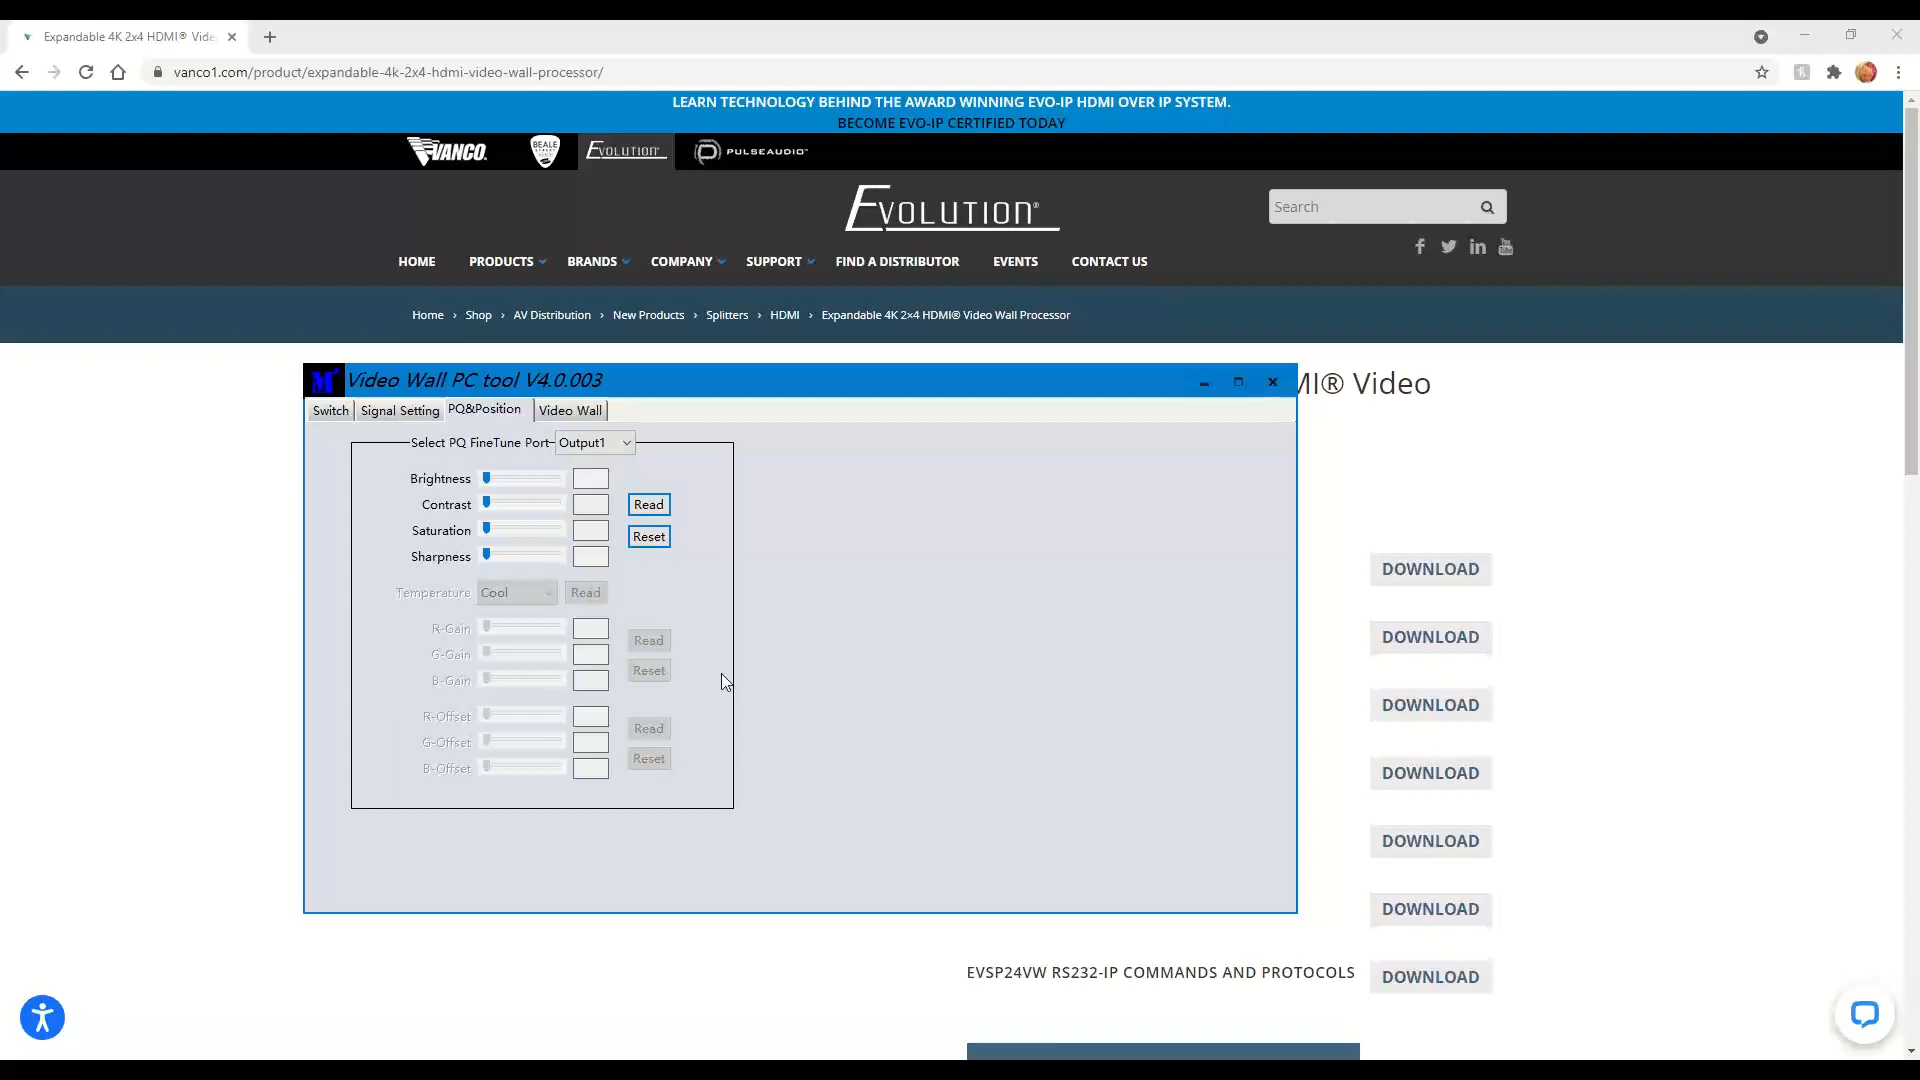 Expandable 4K 2x4 HDMI® Vide
vanco1.com/product/expandable-4k-2x4-hdmi-video-wall-processor/
LEARN TECHNOLOGY BEHIND THE AWARD WINNING EVO-IP HDMI OVER IP SYSTEM.
BECOME EVO-IP CERTIFIED TODAY
VANCO. BEALE STREET EVOLUTION PULSEAUDIO
EVOLUTION®
Search
HOME PRODUCTS BRANDS COMPANY SUPPORT FIND A DISTRIBUTOR EVENTS CONTACT US
Home › Shop › AV Distribution › New Products › Splitters › HDMI › Expandable 4K 2×4 HDMI® Video Wall Processor
M Video Wall PC tool V4.0.003
MI® Video
Switch Signal Setting PQ&Position Video Wall
Select PQ FineTune Port Output1
Brightness
Contrast Read
Saturation
Reset
Sharpness
Temperature Cool Read
R-Gain
Read
G-Gain
Reset
B-Gain
R-Offset
Read
G-Offset
Reset
B-Offset
DOWNLOAD
DOWNLOAD
DOWNLOAD
DOWNLOAD
DOWNLOAD
DOWNLOAD
EVSP24VW RS232-IP COMMANDS AND PROTOCOLS DOWNLOAD